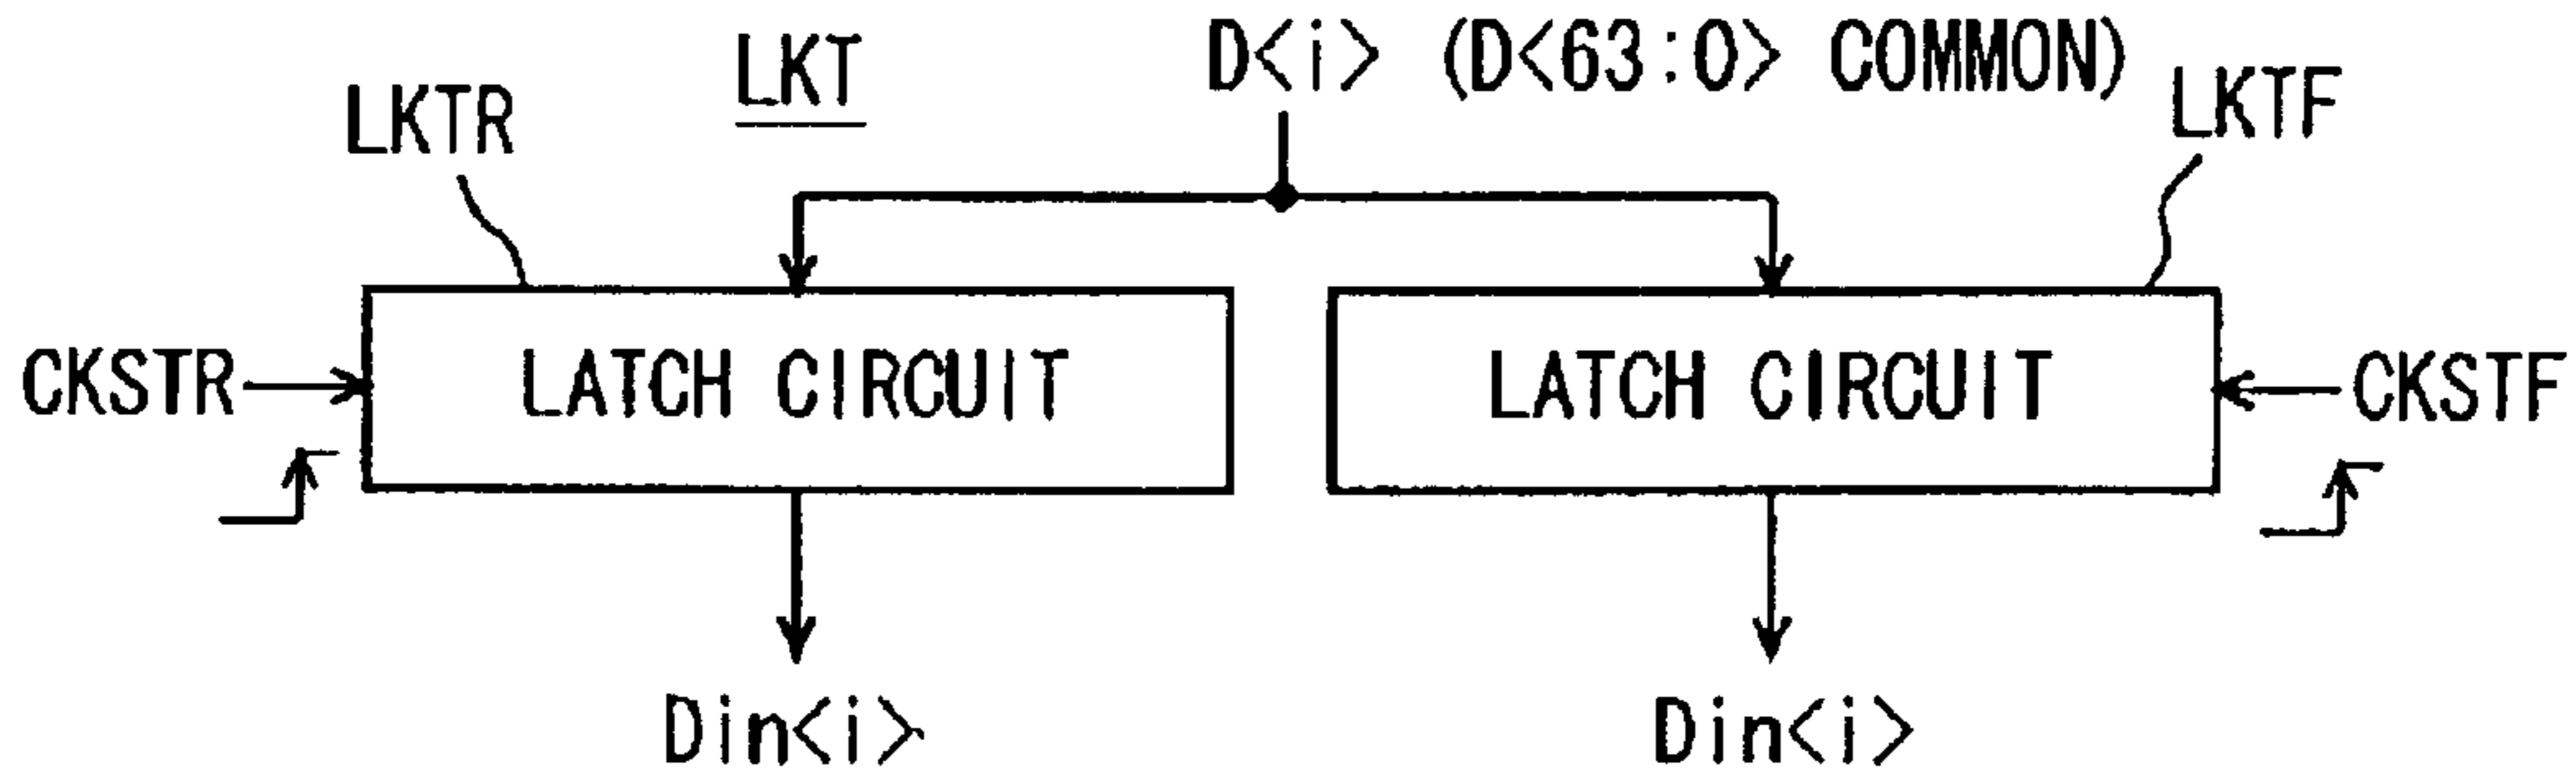 D<i> (D<63:0> COMMON)
LKT
LKTR
LKTF
CKSTR
LATCH CIRCUIT
LATCH CIRCUIT
CKSTF
Din<i>
Din<i>